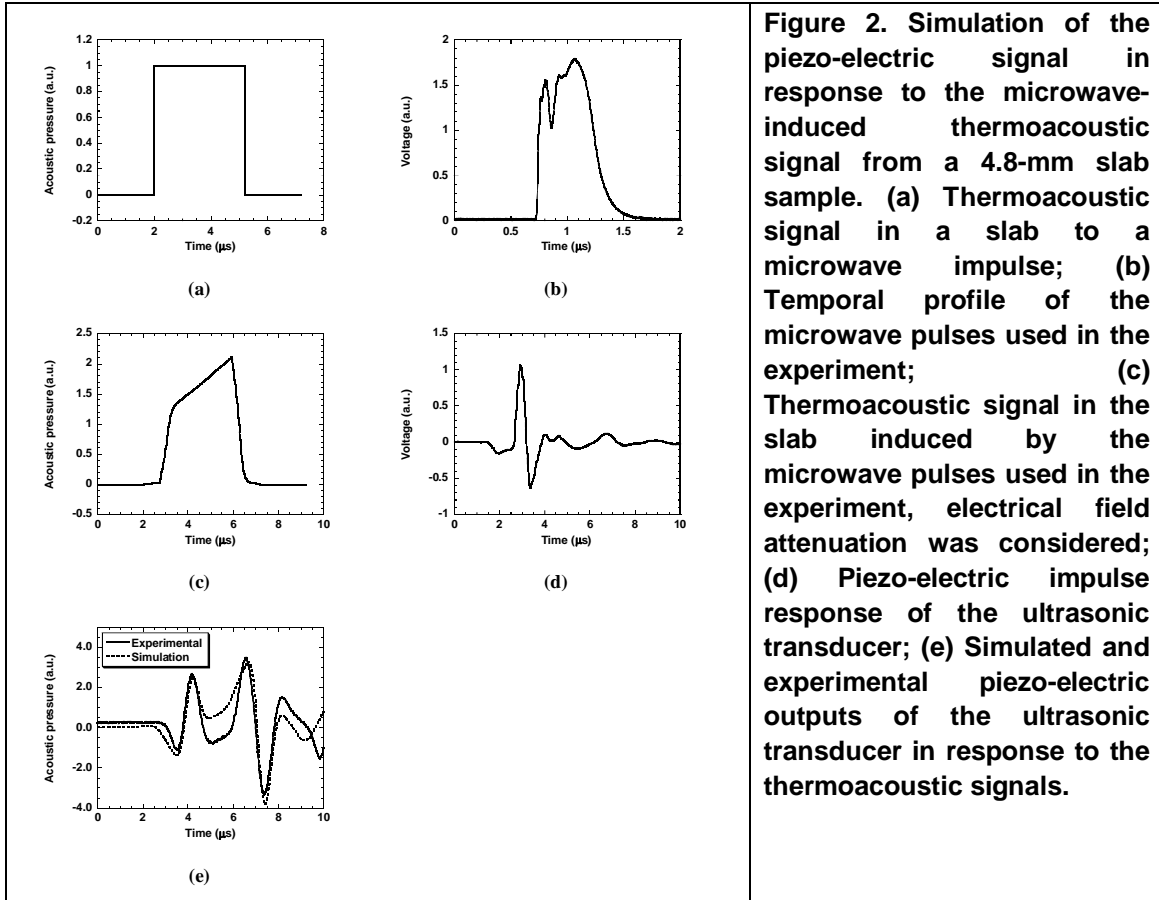 1.2
1
0.8
0.6
0.4
0.2
0
-0.2
Acoustic pressure (a.u.)
0 2 4 6 8
Time (µs)
(a)
2
1.5
1
0.5
0
Voltage (a.u.)
0 0.5 1 1.5 2
Time (µs)
(b)
2.5
2
1.5
1
0.5
0
-0.5
Acoustic pressure (a.u.)
0 2 4 6 8 10
Time (µs)
(c)
1.5
1
0.5
0
-0.5
-1
Voltage (a.u.)
0 2 4 6 8 10
Time (µs)
(d)
Experimental
Simulation
4.0
2.0
0.0
-2.0
-4.0
Acoustic pressure (a.u.)
0 2 4 6 8 10
Time (µs)
(e)
Figure 2. Simulation of the
piezo-electric signal in
response to the microwave-
induced thermoacoustic
signal from a 4.8-mm slab
sample. (a) Thermoacoustic
signal in a slab to a
microwave impulse; (b)
Temporal profile of the
microwave pulses used in the
experiment; (c)
Thermoacoustic signal in the
slab induced by the
microwave pulses used in the
experiment, electrical field
attenuation was considered;
(d) Piezo-electric impulse
response of the ultrasonic
transducer; (e) Simulated and
experimental piezo-electric
outputs of the ultrasonic
transducer in response to the
thermoacoustic signals.